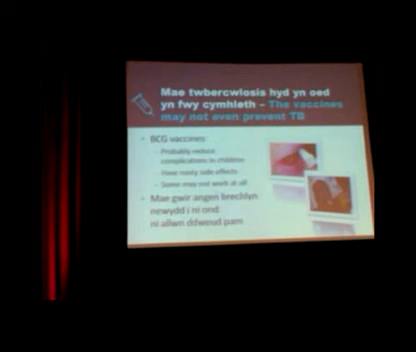 Mae twbercwlosis hyd yn oed
yn fwy cymhleth – The vaccines
may not even prevent TB
• BCG vaccines:
– Probably reduce
complications in children
– Have nasty side effects
– Some may not work at all
• Mae gwir angen brechlyn
newydd i ni ond
ni allwn ddweud pam